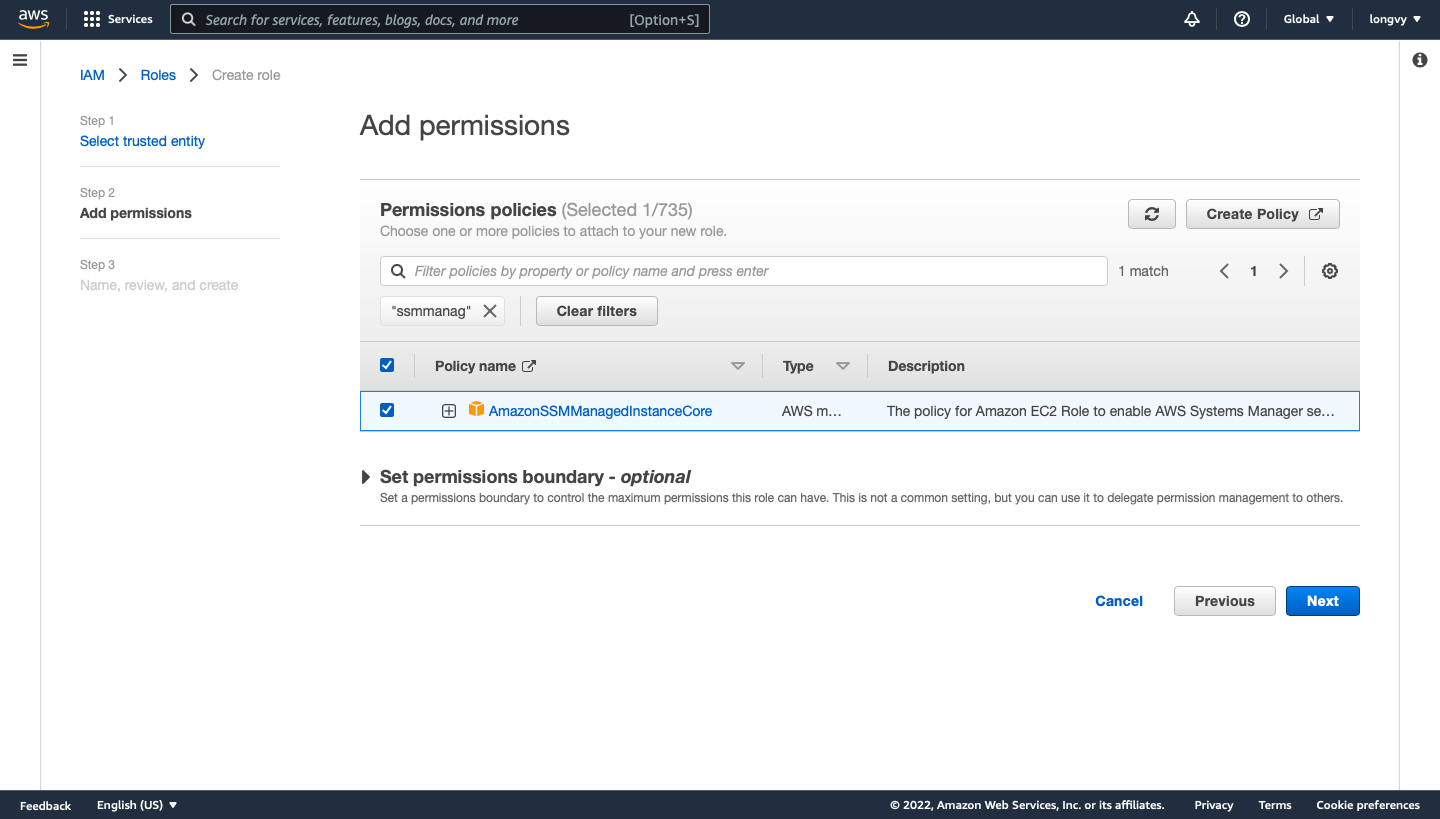 aws
Services
Search for services, features, blogs, docs, and more
[Option+S]
Global
longvy
IAM
Roles
Create role
Step 1
Select trusted entity
Step 2
Add permissions
Step 3
Name, review, and create
Add permissions
Permissions policies (Selected 1/735)
Choose one or more policies to attach to your new role.
Create Policy
Filter policies by property or policy name and press enter
1 match
1
"ssmmanag"
Clear filters
Policy name
Type
Description
AmazonSSMManagedInstanceCore
AWS m…
The policy for Amazon EC2 Role to enable AWS Systems Manager se…
Set permissions boundary - optional
Set a permissions boundary to control the maximum permissions this role can have. This is not a common setting, but you can use it to delegate permission management to others.
Cancel
Previous
Next
Feedback
English (US)
© 2022, Amazon Web Services, Inc. or its affiliates.
Privacy
Terms
Cookie preferences